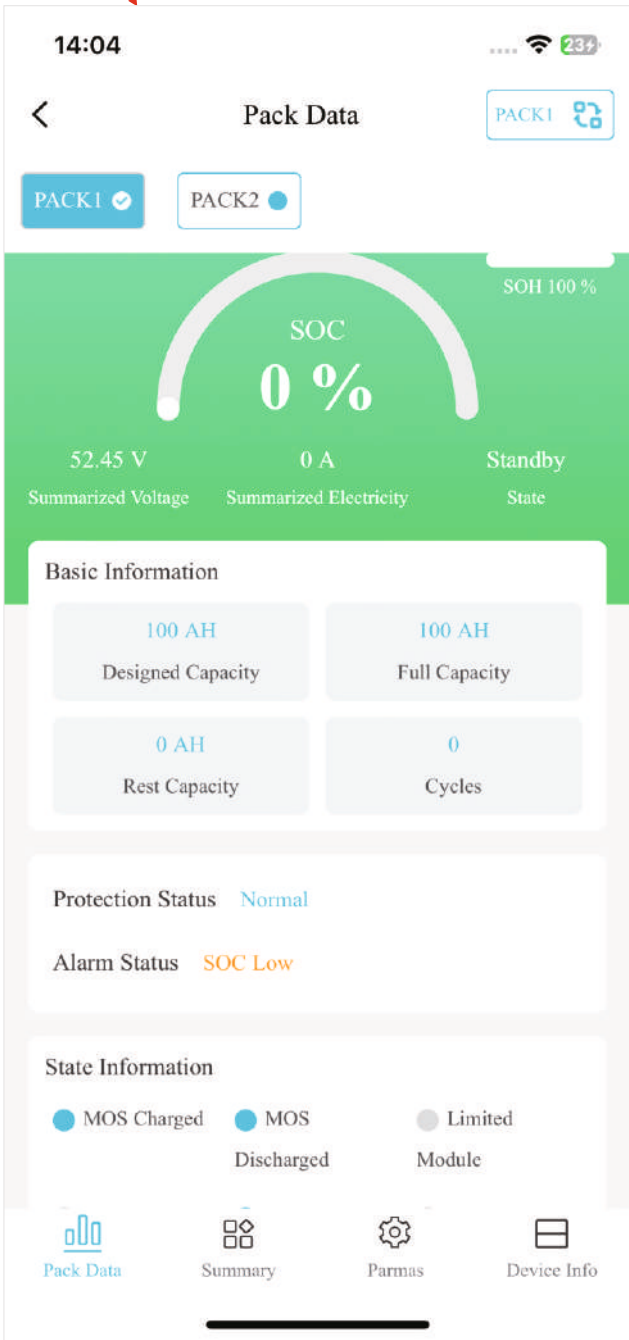 14:04
23
Pack Data
PACK1
PACK1
PACK2
SOH 100 %
SOC
0 %
52.45 V
0 A
Standby
Summarized Voltage
Summarized Electricity
State
Basic Information
100 AH
100 AH
Designed Capacity
Full Capacity
0 AH
0
Rest Capacity
Cycles
Protection Status Normal
Alarm Status SOC Low
State Information
MOS Charged
MOS
Limited
Discharged
Module
Pack Data
Summary
Parmas
Device Info